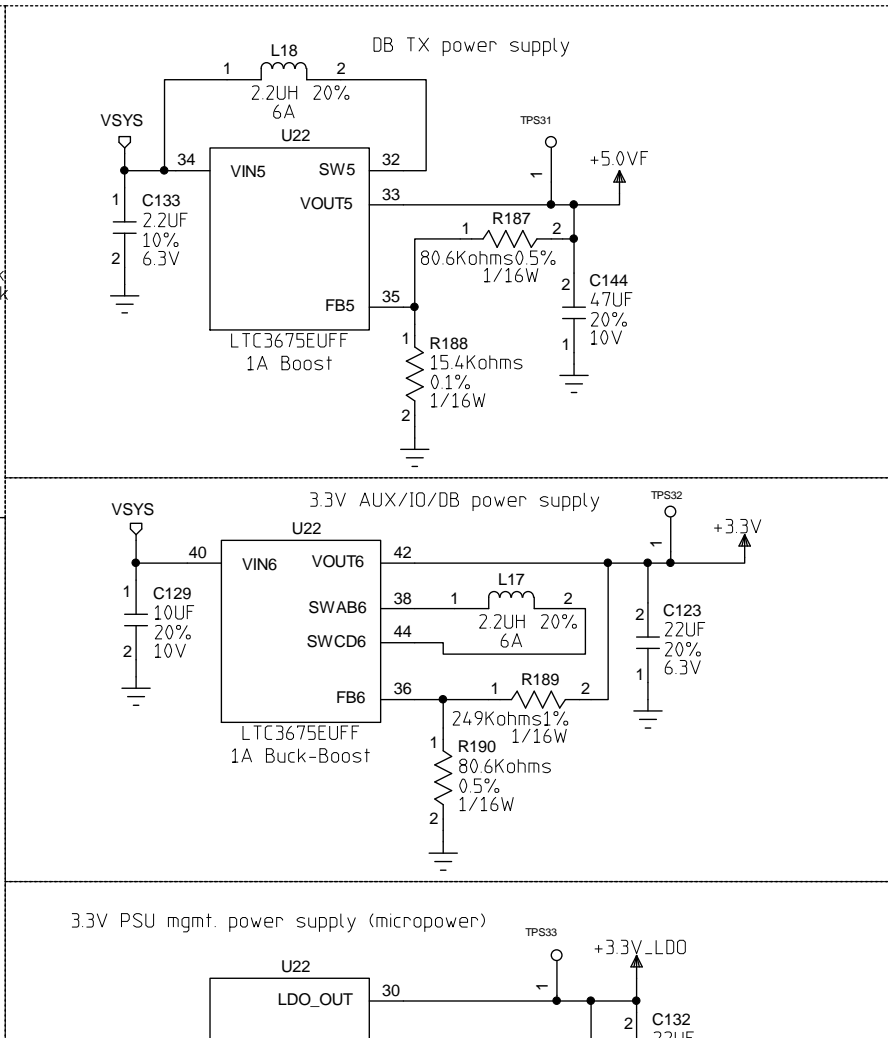 DB TX power supply
L18
1
2
2.2UH 20%
6A
VSYS
U22
TPS31
1
+5.0VF
34
VIN5
SW5
32
VOUT5
33
1
C133
2.2UF
10%
6.3V
2
R187
1
2
80.6Kohms0.5%
1/16W
FB5
35
2
C144
47UF
20%
10V
1
LTC3675EUFF
1A Boost
1
R188
15.4Kohms
0.1%
1/16W
2
k
3.3V AUX/IO/DB power supply
VSYS
U22
TPS32
1
+3.3V
40
VIN6
VOUT6
42
L17
SWAB6
38
1
2
2.2UH 20%
6A
SWCD6
44
1
C129
10UF
20%
10V
2
2
C123
22UF
20%
6.3V
1
FB6
36
1
R189
2
249Kohms1%
1/16W
LTC3675EUFF
1A Buck-Boost
1
R190
80.6Kohms
0.5%
1/16W
2
3.3V PSU mgmt. power supply (micropower)
TPS33
1
+3.3V_LDO
U22
LDO_OUT
30
2
C132